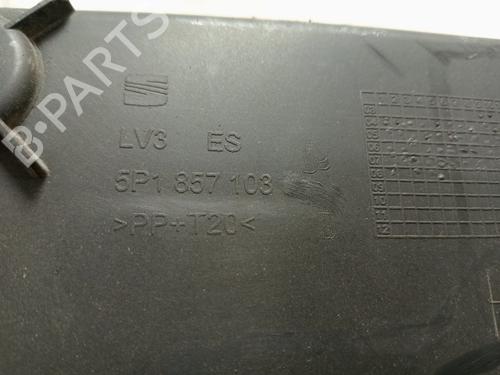 B-PARTS
LV3 ES
5P1 857 103
>PP+T20<